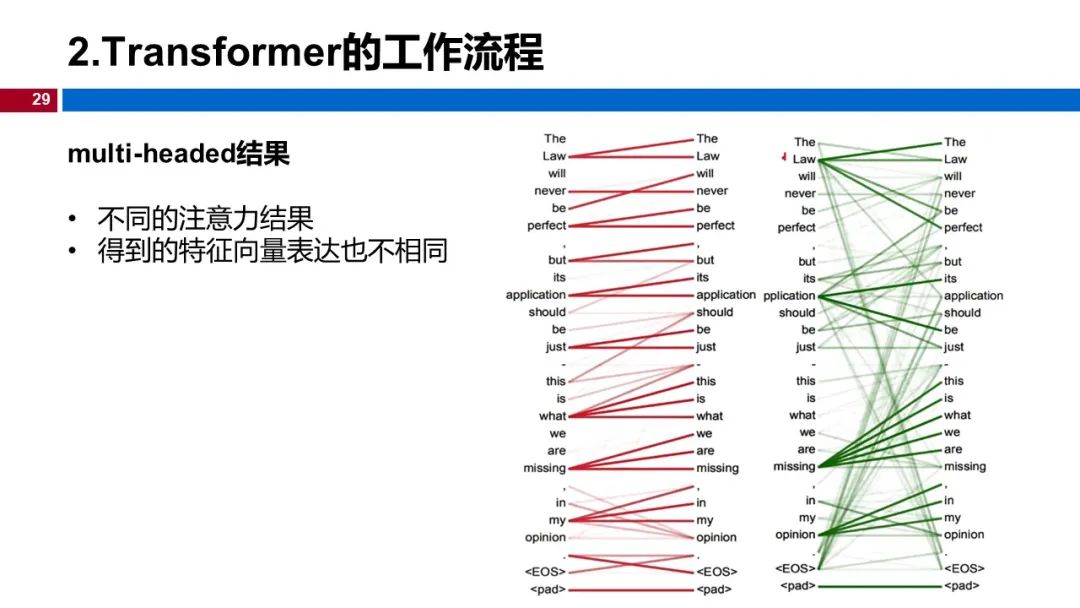 2.Transformer的工作流程
29
multi-headed结果
• 不同的注意力结果
• 得到的特征向量表达也不相同
The
Law
will
never
be
perfect
,
but
its
application
should
be
just
-
this
is
what
we
are
missing
,
in
my
opinion
.
<EOS>
<pad>
The
Law
will
never
be
perfect
,
but
its
application
should
be
just
-
this
is
what
we
are
missing
,
in
my
opinion
.
<EOS>
<pad>
The
Law
will
never
be
perfect
,
but
its
pplication
should
be
just
-
this
is
what
we
are
missing
,
in
my
opinion
.
<EOS>
<pad>
The
Law
will
never
be
perfect
,
but
its
application
should
be
just
-
this
is
what
we
are
missing
,
in
my
opinion
.
<EOS>
<pad>